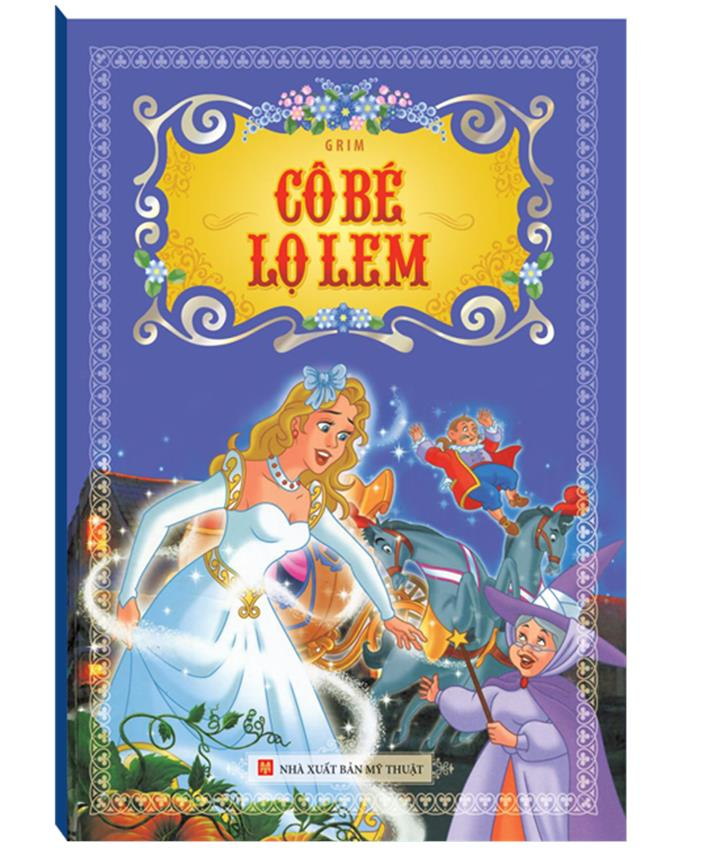 GRIM
CÔ BÉ
LỌ LEM
NHÀ XUẤT BẢN MỸ THUẬT